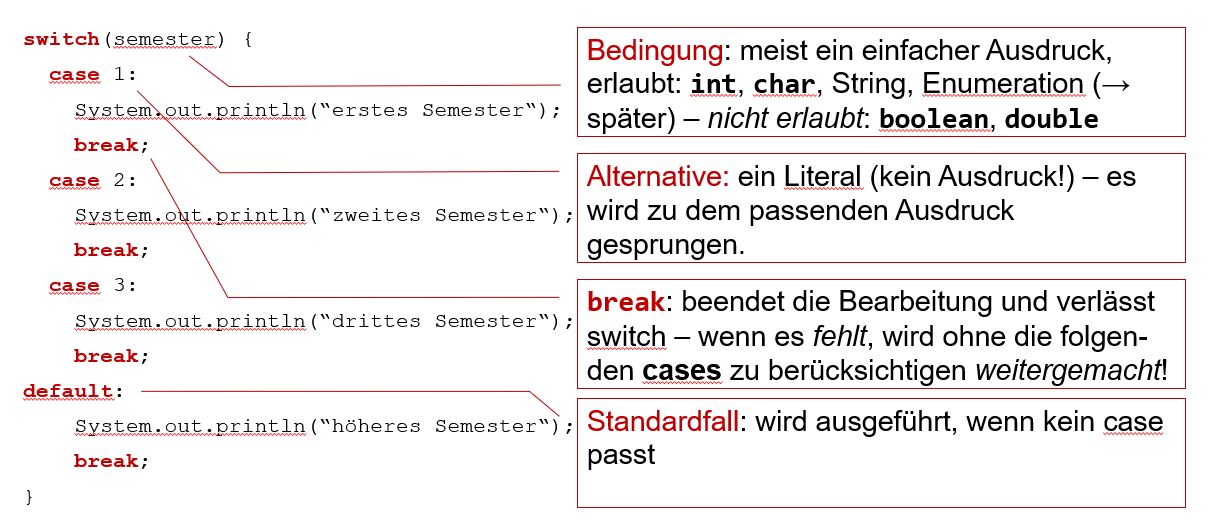 switch(semester) {
case 1:
System.out.println(“erstes Semester“);
break;
case 2:
System.out.println(“zweites Semester“);
break;
case 3:
System.out.println(“drittes Semester“);
break;
default:
System.out.println(“höheres Semester“);
break;
}
Bedingung: meist ein einfacher Ausdruck,
erlaubt: int, char, String, Enumeration (→
später) – nicht erlaubt: boolean, double
Alternative: ein Literal (kein Ausdruck!) – es
wird zu dem passenden Ausdruck
gesprungen.
break: beendet die Bearbeitung und verlässt
switch – wenn es fehlt, wird ohne die folgen-
den cases zu berücksichtigen weitergemacht!
Standardfall: wird ausgeführt, wenn kein case
passt